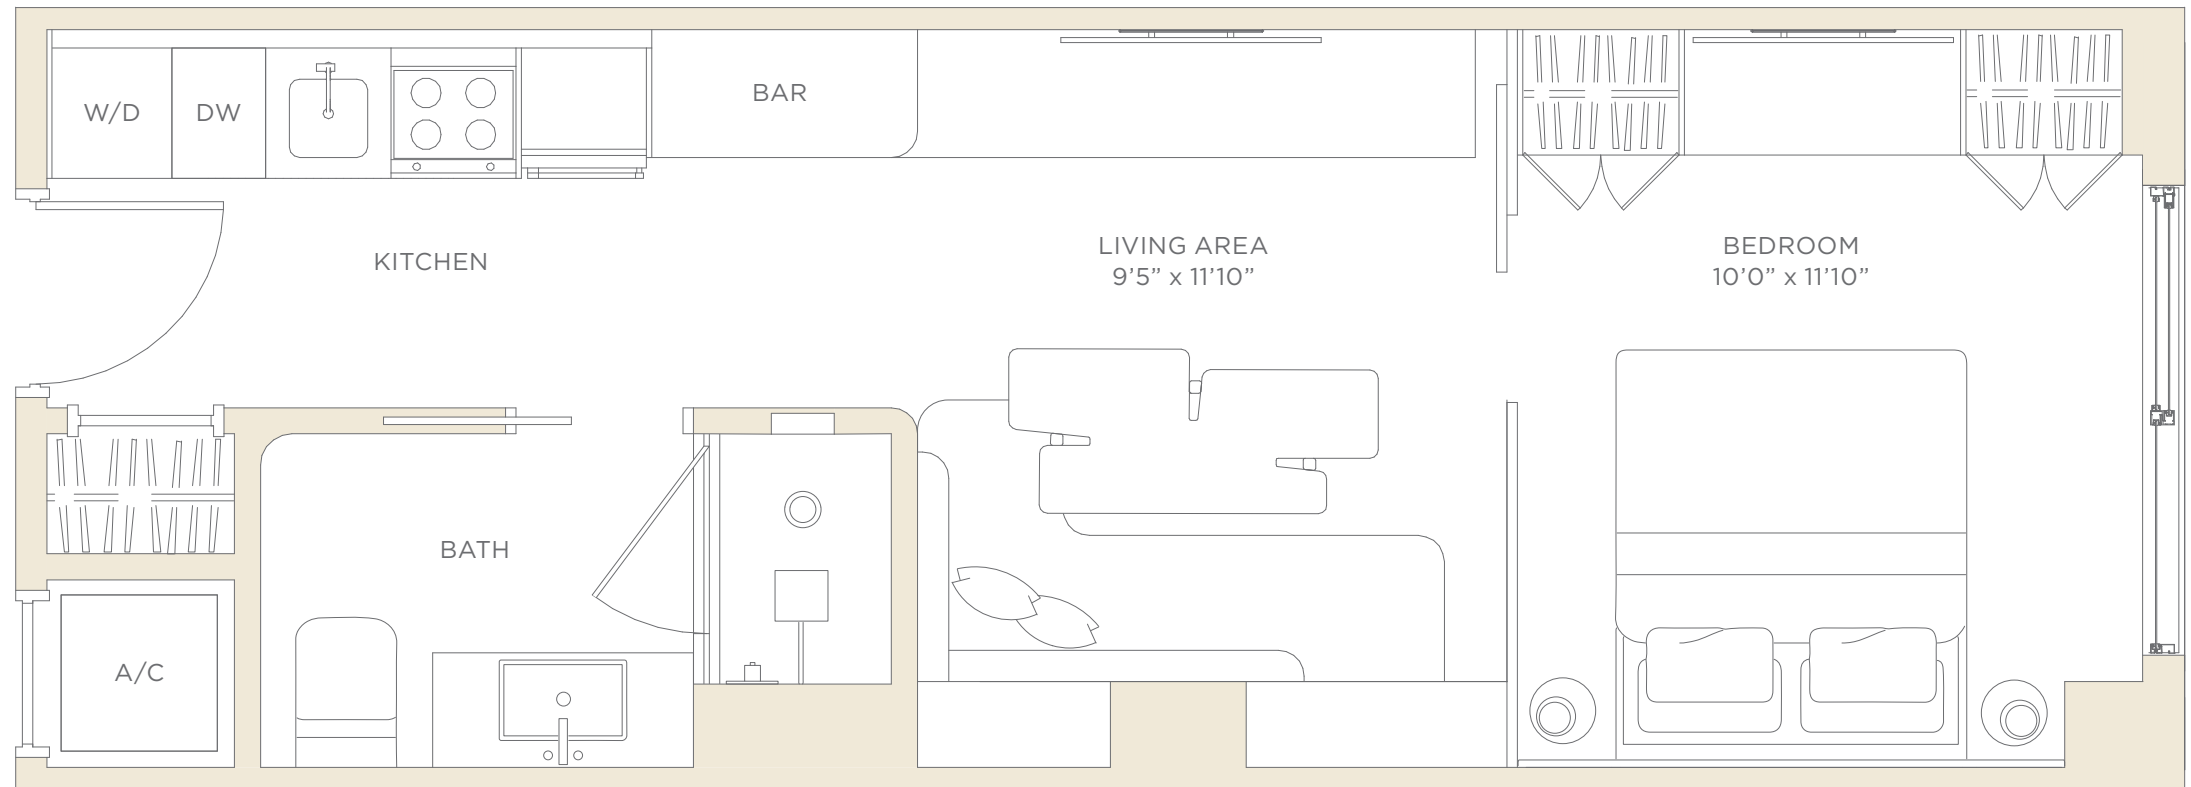 W/D
DW
BAR
KITCHEN
LIVING AREA
9’5” x 11’10”
BEDROOM
10’0” x 11’10”
BATH
A/C